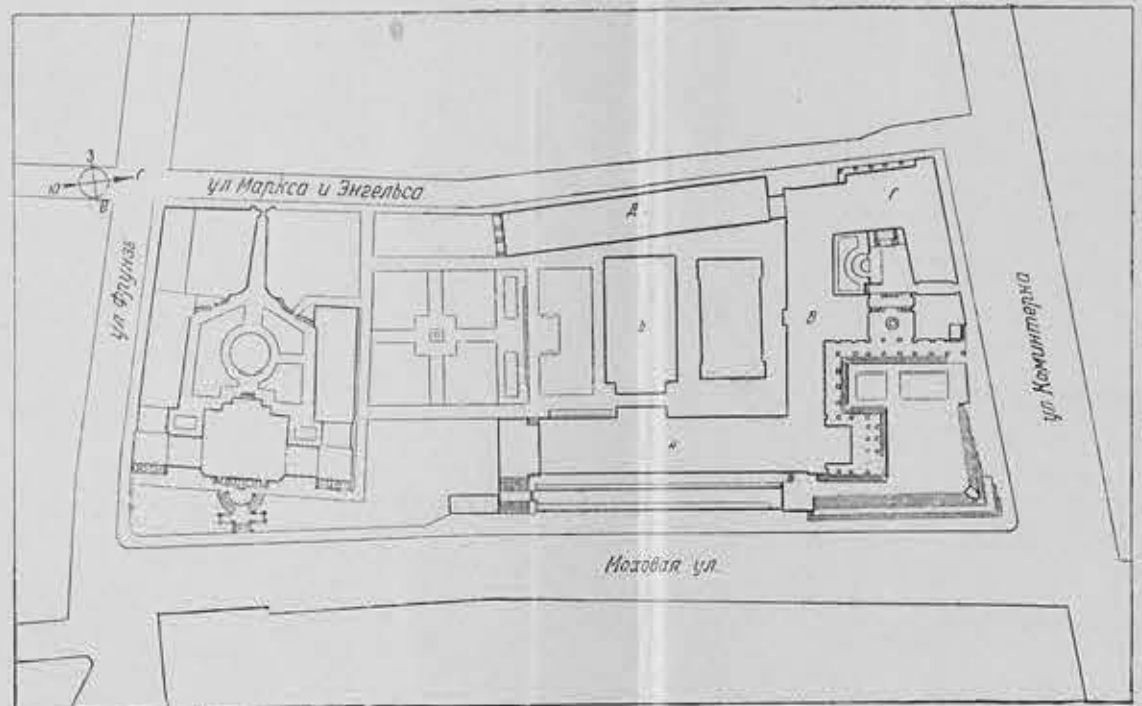 З
Ю
В
ул Маркса и Энгельса
ул Фрунзе
Д
Г
В
А
Моховая ул.
ул Коминтерна